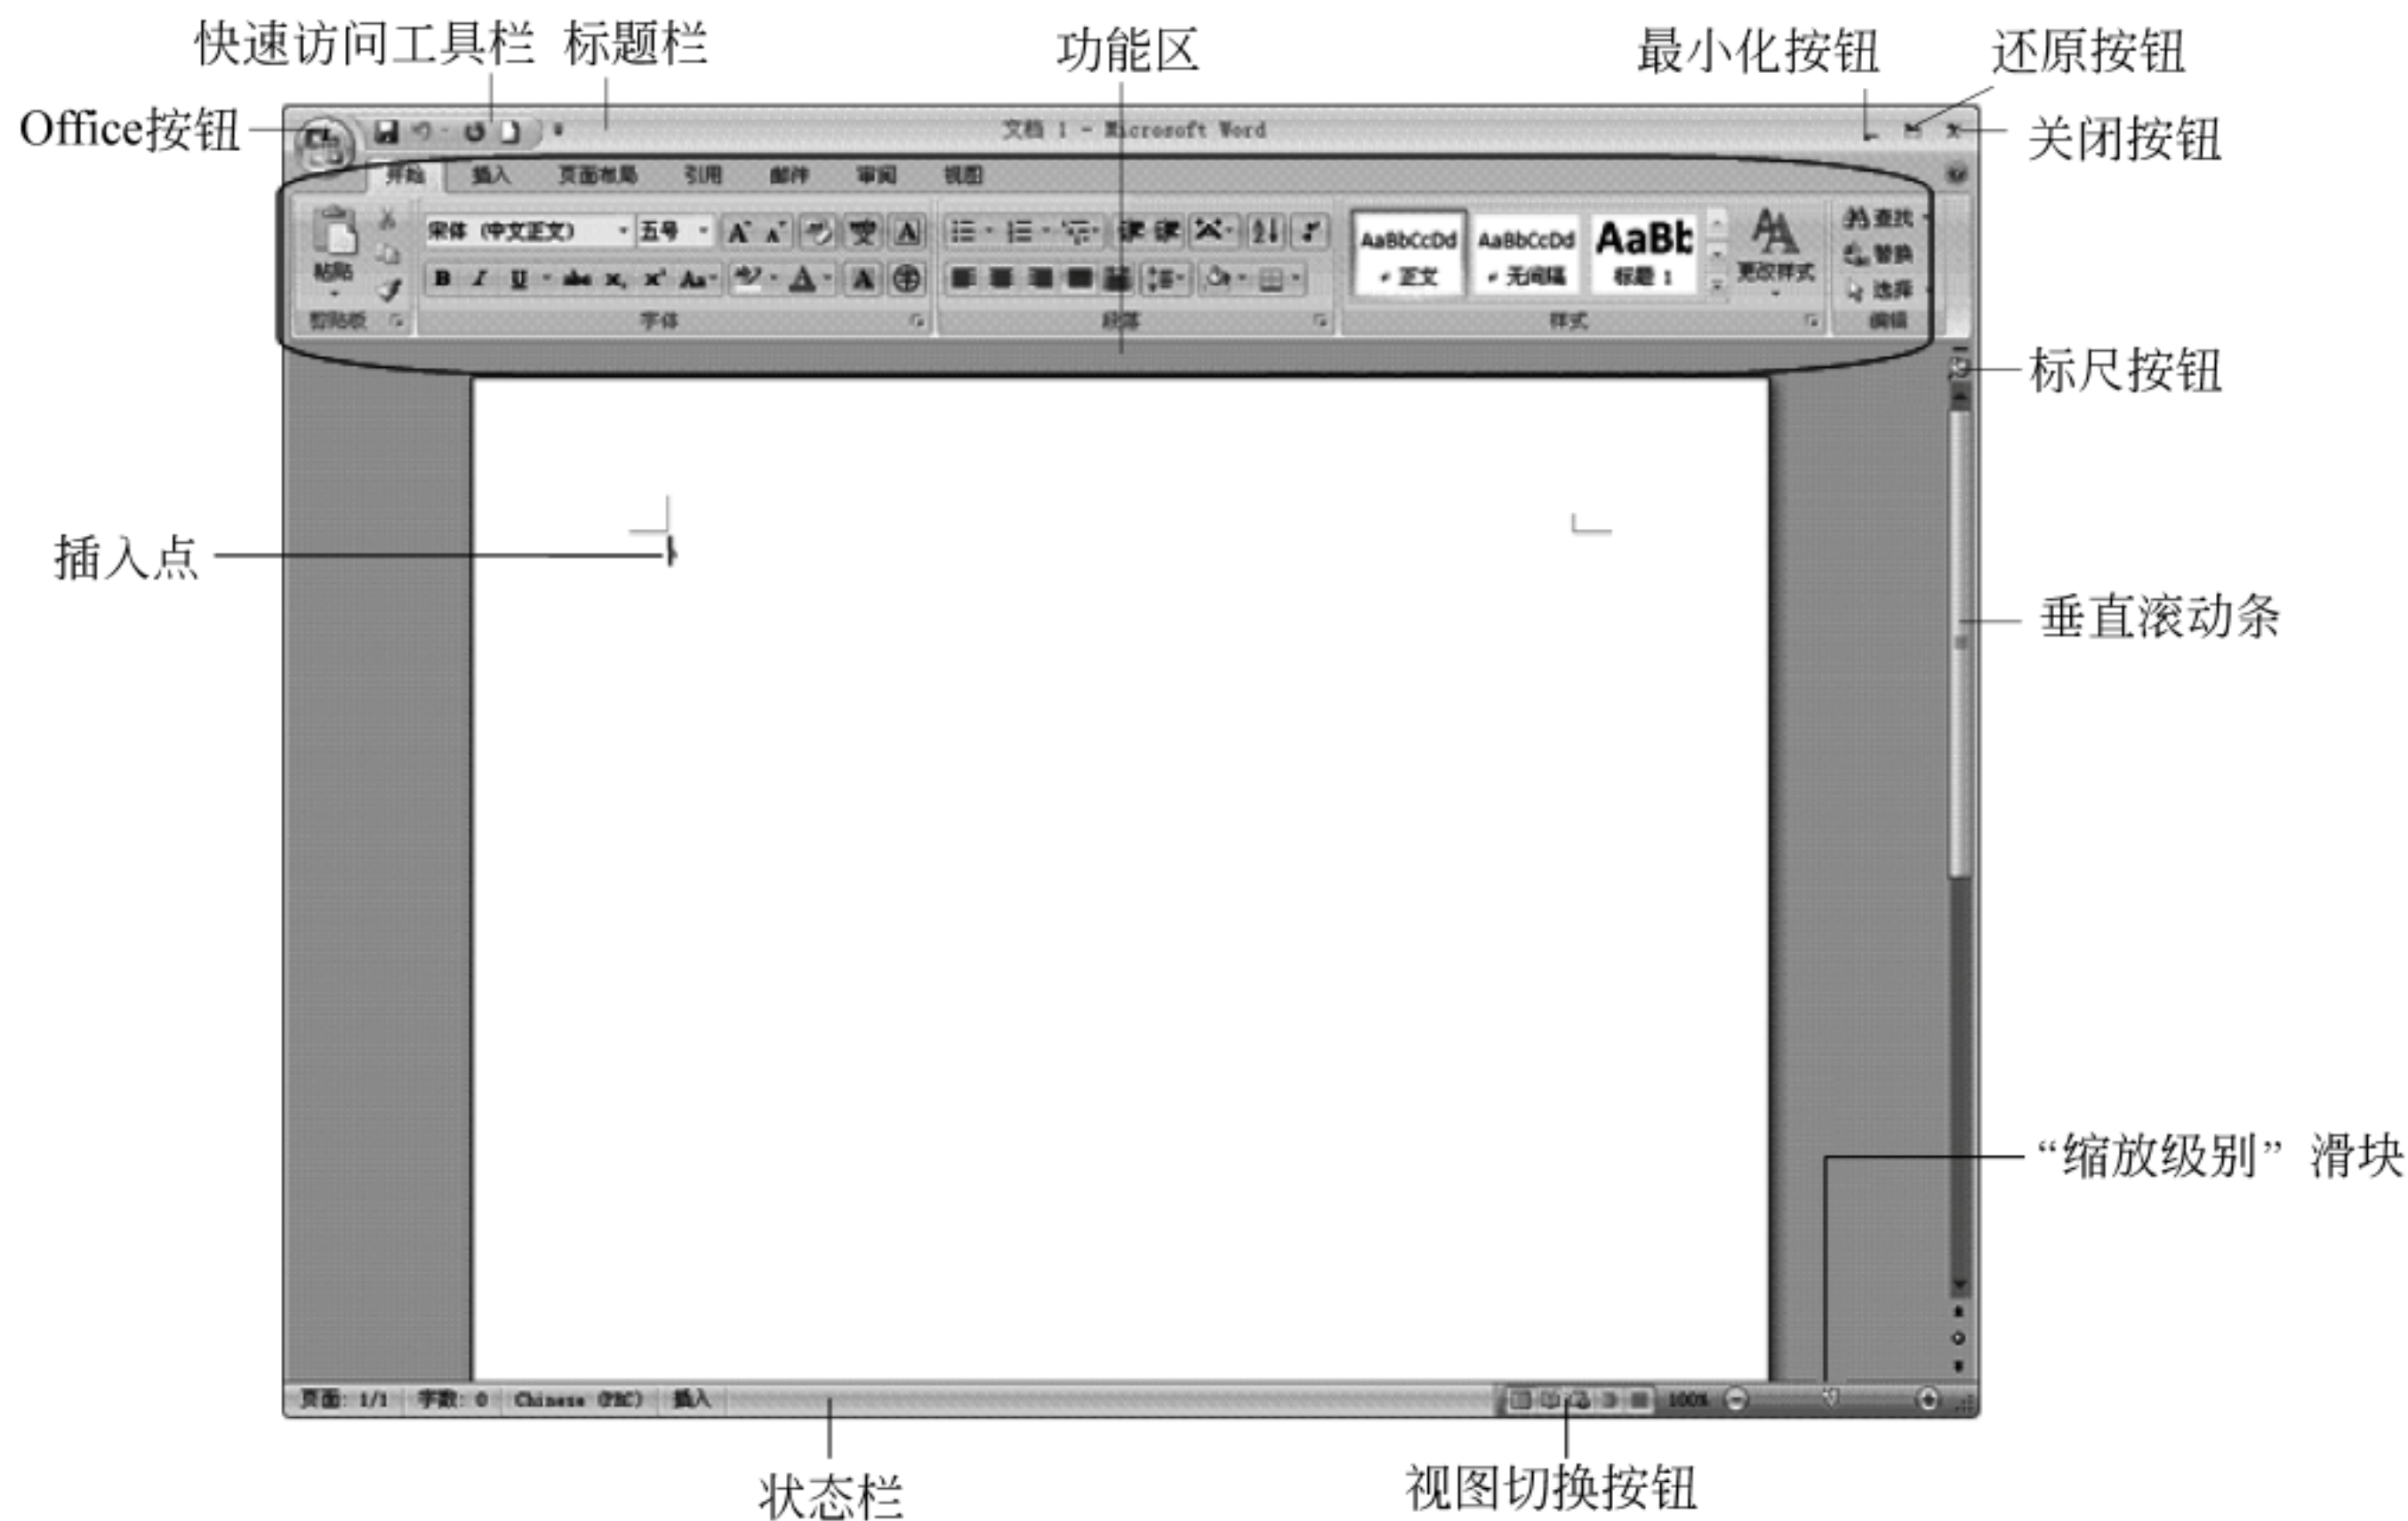 快速访问工具栏 标题栏 功能区 最小化按钮 还原按钮
Office按钮 文档 1 - Microsoft Word 关闭按钮
开始 插入 页面布局 引用 邮件 审阅 视图
宋体 (中文正文) 五号 AaBbCcDd AaBbCcDd AaBb 查找
粘贴 正文 无间隔 标题 1 更改样式 替换
选择
剪贴板 字体 段落 样式 编辑
标尺按钮
插入点
垂直滚动条
“缩放级别”滑块
页面: 1/1 字数: 0 Chinese (PRC) 插入 100%
状态栏 视图切换按钮